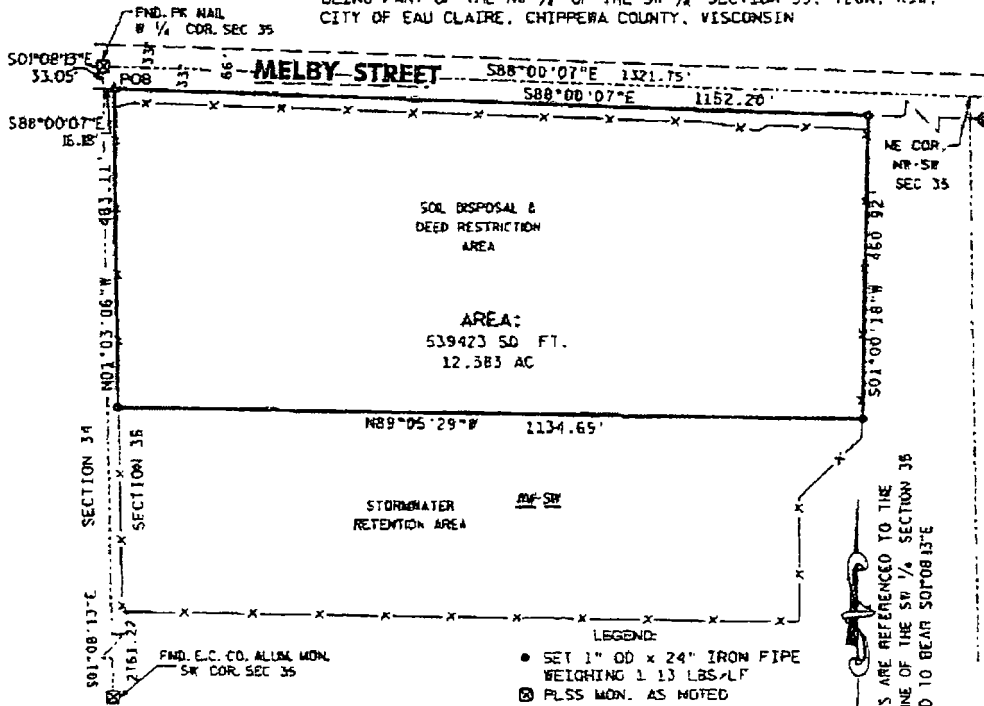 CITY OF EAU CLAIRE, CHIPPEWA COUNTY, WISCONSIN
FND. PK NAIL
W 1/4 COR. SEC 35
S01°08'13"E
33.05'
33'
33'
66'
MELBY STREET
S88°00'07"E 1321.75'
POB
S88°00'07"E 1152.20'
S88°00'07"E
16.18'
NE COR.
NW-SW
SEC 35
N01°03'06"W 483.11'
SOIL DISPOSAL &
DEED RESTRICTION
AREA
AREA:
539423 SQ FT.
12.383 AC
S01°00'18"W 460.92'
N89°05'29"W 1134.69'
SECTION 34
SECTION 35
STORMWATER
RETENTION AREA
NW-SW
S01°08'13"E
2761.27
FND. E.C. CO. ALUM. MON.
SW COR. SEC 35
LEGEND:
● SET 1" OD x 24" IRON PIPE
WEIGHING 1.13 LBS/LF
PLSS MON. AS NOTED
S ARE REFERENCED TO THE
NE OF THE SW 1/4 SECTION 35
D TO BEAR S01°08'13"E